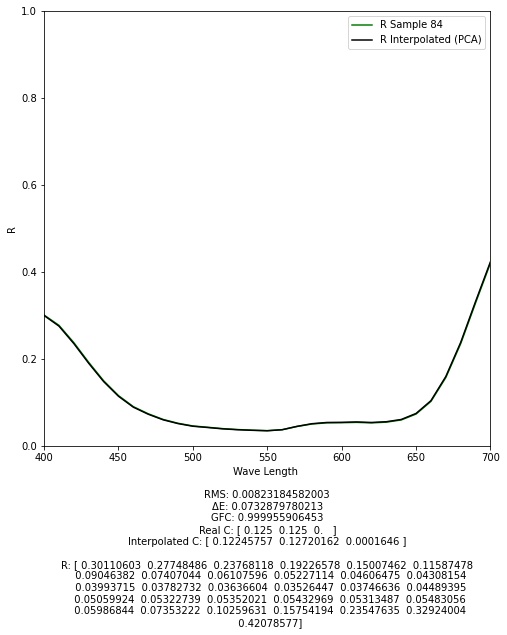 1.0
R Sample 84
R Interpolated (PCA)
0.8
0.6
R
0.4
0.2
0.0
400 450 500 550 600 650 700
Wave Length
RMS: 0.00823184582003
ΔE: 0.0732879780213
GFC: 0.999955906453
Real C: [ 0.125 0.125 0. ]
Interpolated C: [ 0.12245757 0.12720162 0.0001646 ]
R: [ 0.30110603 0.27748486 0.23768118 0.19226578 0.15007462 0.11587478
0.09046382 0.07407044 0.06107596 0.05227114 0.04606475 0.04308154
0.03993715 0.03782732 0.03636604 0.03526447 0.03746636 0.04489395
0.05059924 0.05322739 0.05352021 0.05432969 0.05313487 0.05483056
0.05986844 0.07353222 0.10259631 0.15754194 0.23547635 0.32924004
0.42078577]